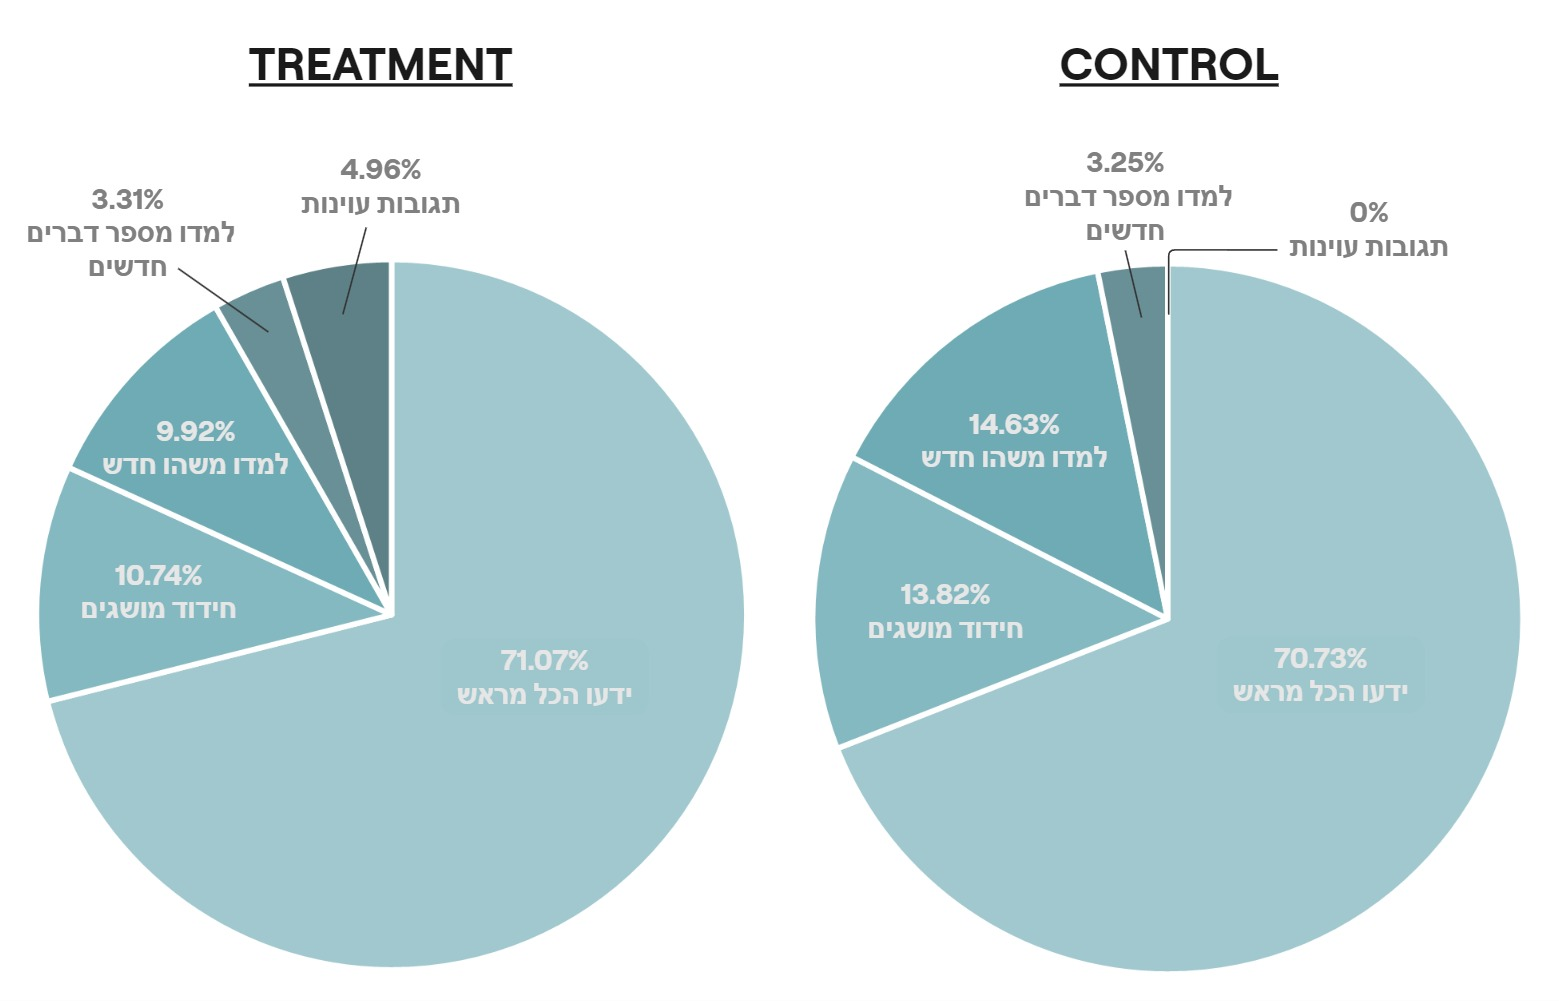 TREATMENT
4.96%
תגובות עוינות
3.31%
למדו מספר דברים
חדשים
9.92%
למדו משהו חדש
10.74%
חידוד מושגים
71.07%
ידעו הכל מראש
CONTROL
3.25%
למדו מספר דברים
חדשים
0%
תגובות עוינות
14.63%
למדו משהו חדש
13.82%
חידוד מושגים
70.73%
ידעו הכל מראש